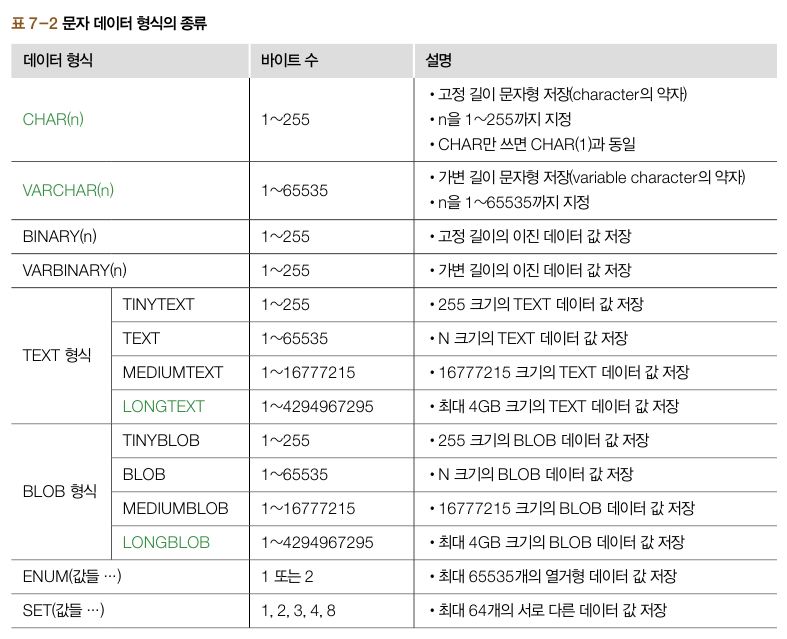 표 7-2 문자 데이터 형식의 종류
데이터 형식 바이트 수 설명
CHAR(n) 1~255 • 고정 길이 문자형 저장(character의 약자)
• n을 1~255까지 지정
• CHAR만 쓰면 CHAR(1)과 동일
VARCHAR(n) 1~65535 • 가변 길이 문자형 저장(variable character의 약자)
• n을 1~65535까지 지정
BINARY(n) 1~255 • 고정 길이의 이진 데이터 값 저장
VARBINARY(n) 1~255 • 가변 길이의 이진 데이터 값 저장
TEXT 형식 TINYTEXT 1~255 • 255 크기의 TEXT 데이터 값 저장
TEXT 1~65535 • N 크기의 TEXT 데이터 값 저장
MEDIUMTEXT 1~16777215 • 16777215 크기의 TEXT 데이터 값 저장
LONGTEXT 1~4294967295 • 최대 4GB 크기의 TEXT 데이터 값 저장
BLOB 형식 TINYBLOB 1~255 • 255 크기의 BLOB 데이터 값 저장
BLOB 1~65535 • N 크기의 BLOB 데이터 값 저장
MEDIUMBLOB 1~16777215 • 16777215 크기의 BLOB 데이터 값 저장
LONGBLOB 1~4294967295 • 최대 4GB 크기의 BLOB 데이터 값 저장
ENUM(값들 …) 1 또는 2 • 최대 65535개의 열거형 데이터 값 저장
SET(값들 …) 1, 2, 3, 4, 8 • 최대 64개의 서로 다른 데이터 값 저장